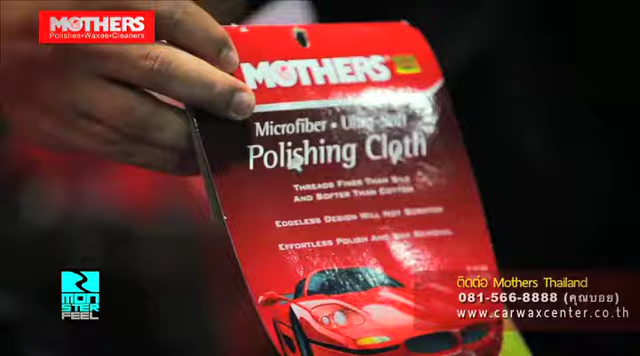 MOTHERS
Polishes•Waxes•Cleaners
MOTHERS
Microfiber • Ultra-Soft
Polishing Cloth
THREADS FINER THAN SILK
AND SOFTER THAN COTTON
EDGELESS DESIGN WILL NOT SCRATCH
EFFORTLESS POLISH AND WAX REMOVAL
MON
STER
FEEL
ติดต่อ Mothers Thailand
081-566-8888 (คุณบอย)
www.carwaxcenter.co.th